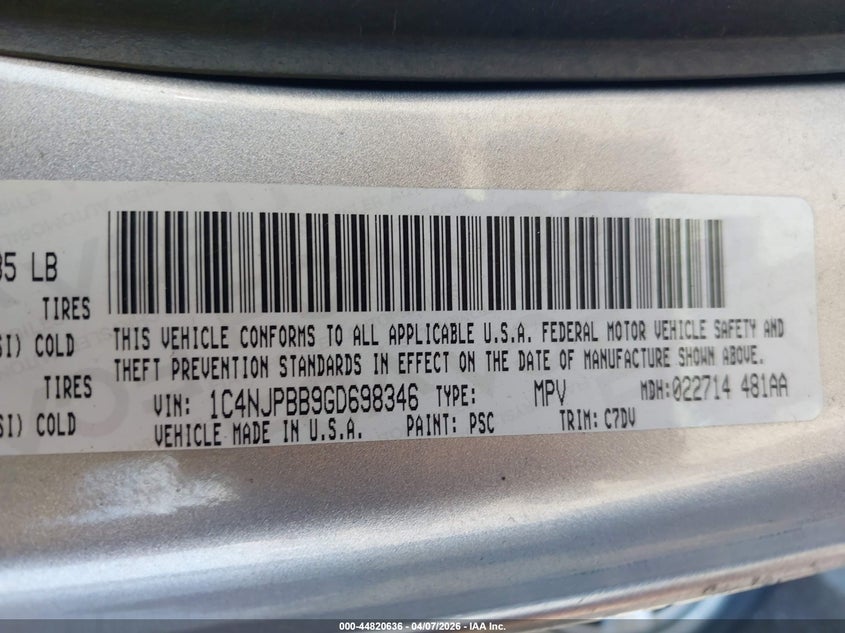 85 LB
TIRES
SI) COLD
TIRES
SI) COLD
THIS VEHICLE CONFORMS TO ALL APPLICABLE U.S.A. FEDERAL MOTOR VEHICLE SAFETY AND
THEFT PREVENTION STANDARDS IN EFFECT ON THE DATE OF MANUFACTURE SHOWN ABOVE.
VIN: 1C4NJPBB9GD698346 TYPE: MPV MDH:022714 481AA
VEHICLE MADE IN U.S.A. PAINT: PSC TRIM: C7DV
000-44820636 - 04/07/2026 - IAA Inc.